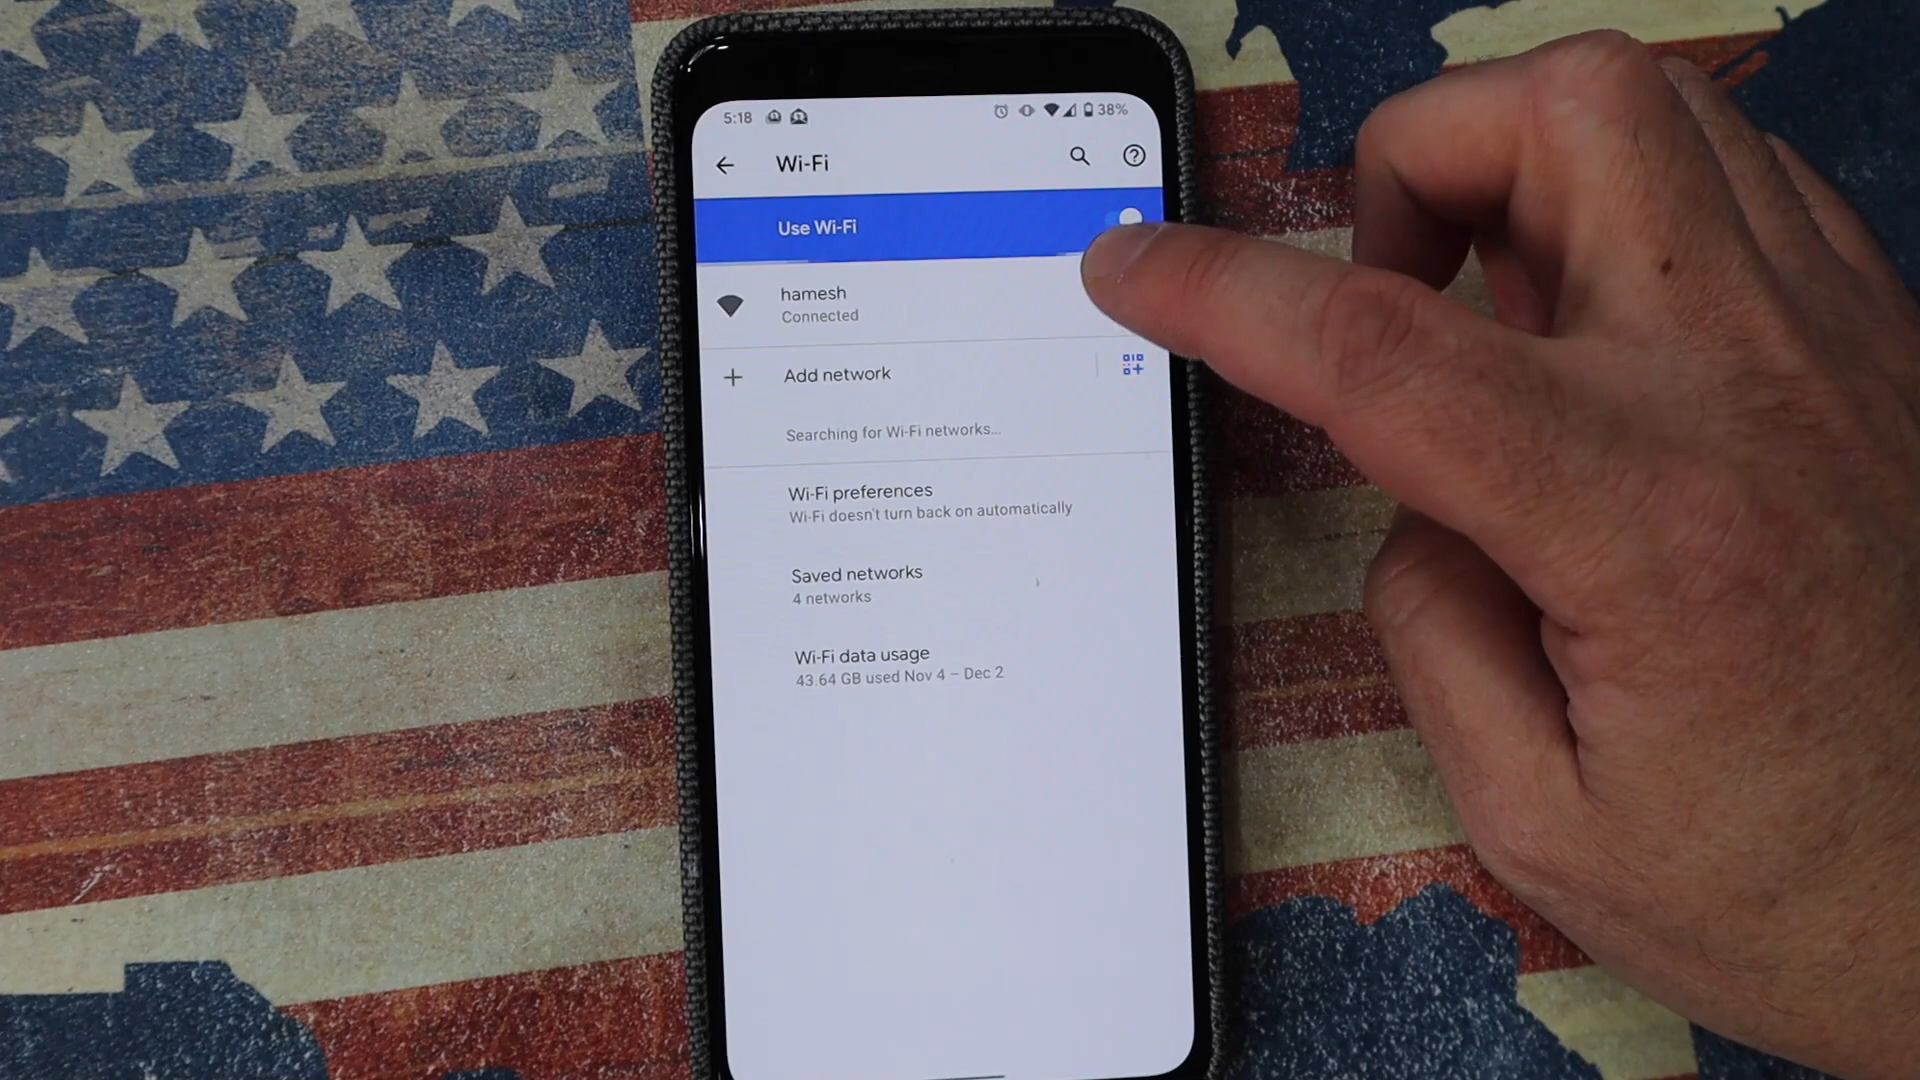 5:18 38%
Wi-Fi
Use Wi-Fi
hamesh
Connected
Add network
Searching for Wi-Fi networks…
Wi-Fi preferences
Wi-Fi doesn't turn back on automatically
Saved networks
4 networks
Wi-Fi data usage
43.64 GB used Nov 4 – Dec 2